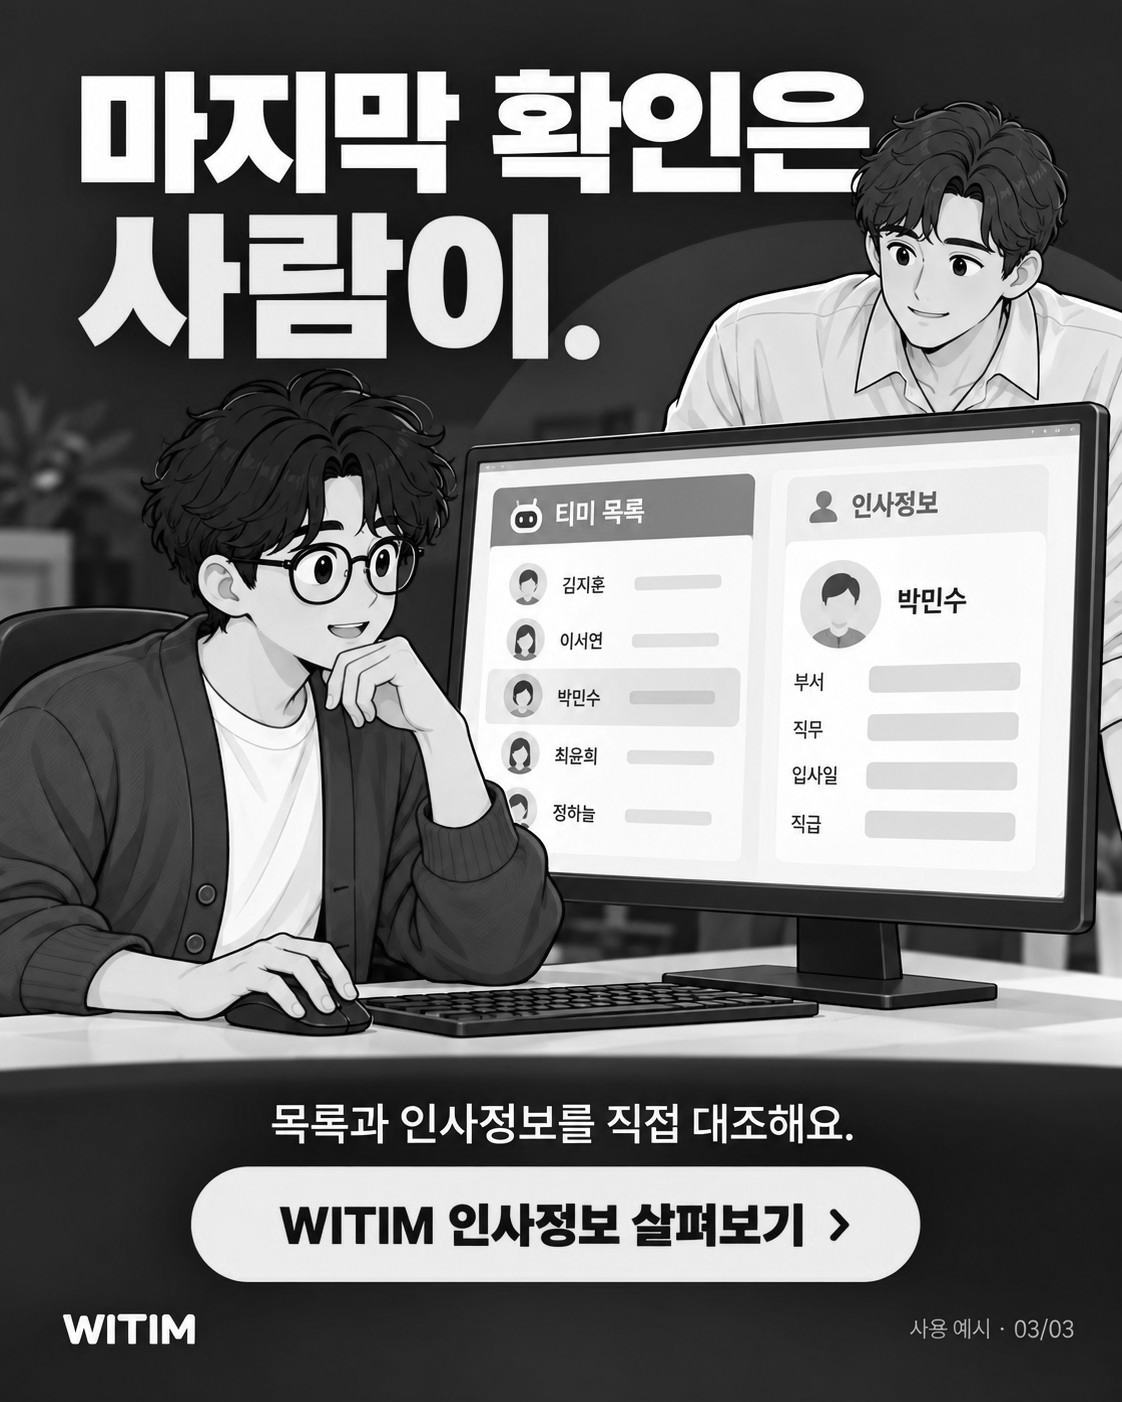 마지막 확인은
사람이.
티미 목록
김지훈
이서연
박민수
최윤희
정하늘
인사정보
박민수
부서
직무
입사일
직급
목록과 인사정보를 직접 대조해요.
WITIM 인사정보 살펴보기 >
WITIM
사용 예시 · 03/03